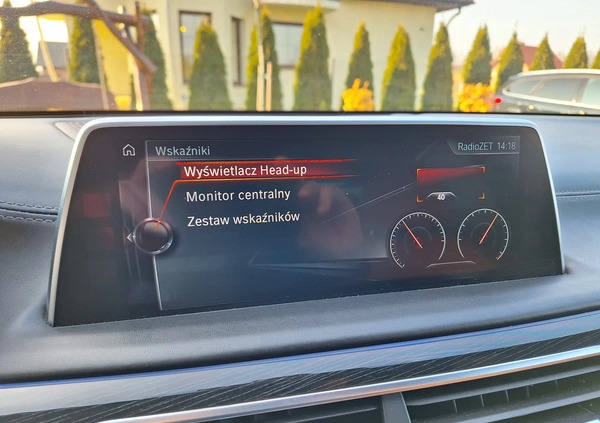 Wskaźniki
RadioZET 14:18
Wyświetlacz Head-up
Monitor centralny
Zestaw wskaźników
40